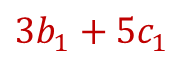 3b₁ + 5c₁